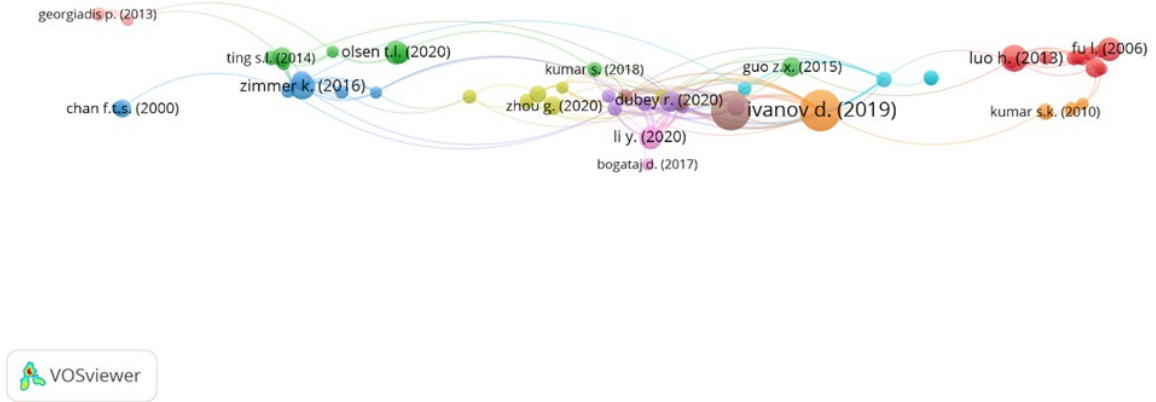 georgiadis p. (2013)
ting s.l. (2014)
olsen t.l. (2020)
zimmer k. (2016)
chan f.t.s. (2000)
kumar s. (2018)
zhou g. (2020)
dubey r. (2020)
li y. (2020)
bogataj d. (2017)
guo z.x. (2015)
ivanov d. (2019)
luo h. (2013)
fu l. (2006)
kumar s.k. (2010)
VOSviewer